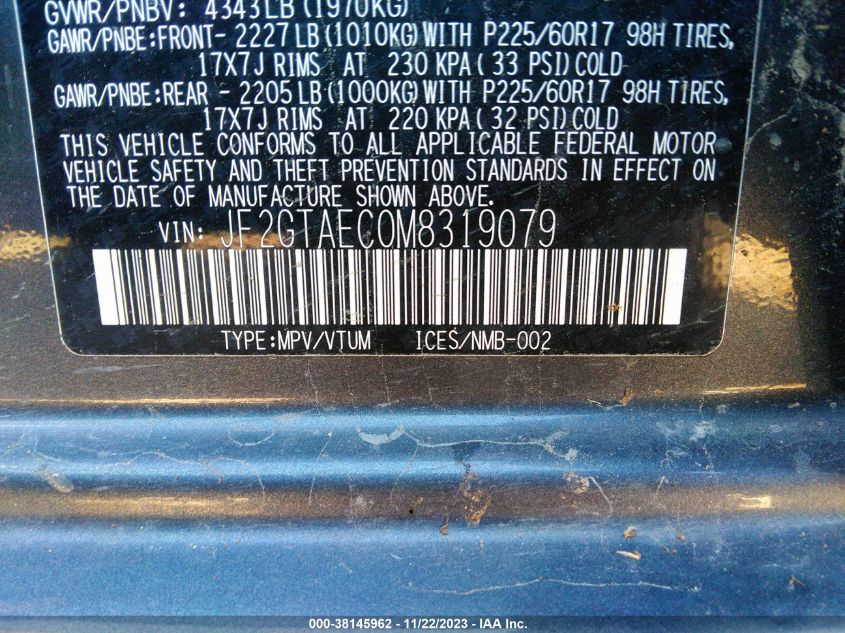 GVWR/PNBV: 4343LB(1970KG)
GAWR/PNBE:FRONT- 2227LB(1010KG)WITH P225/60R17 98H TIRES,
17X7J RIMS AT 230 KPA( 33 PSI)COLD
GAWR/PNBE:REAR - 2205LB(1000KG)WITH P225/60R17 98H TIRES,
17X7J RIMS AT 220 KPA( 32 PSI)COLD
THIS VEHICLE CONFORMS TO ALL APPLICABLE FEDERAL MOTOR
VEHICLE SAFETY AND THEFT PREVENTION STANDARDS IN EFFECT ON
THE DATE OF MANUFACTURE SHOWN ABOVE.
VIN: JF2GTAEC0M8319079
TYPE:MPV/VTUM ICES/NMB-002
000-38145962 - 11/22/2023 - IAA Inc.